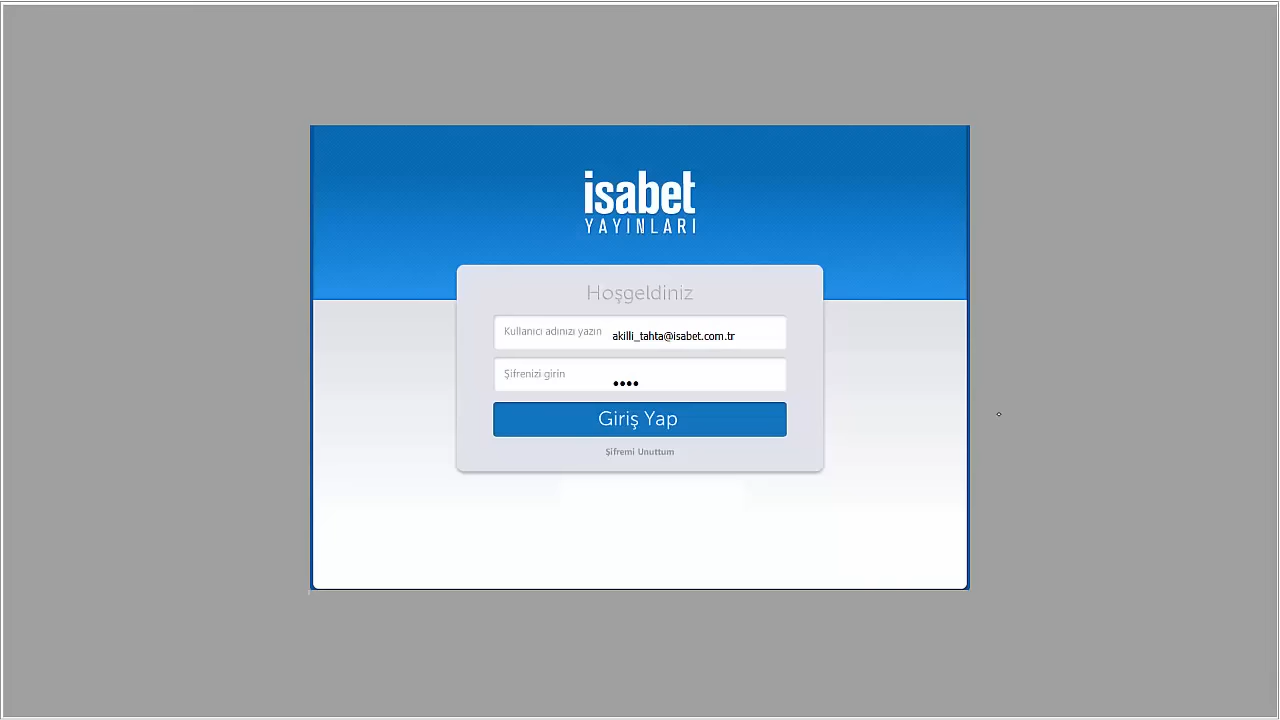 isabet
YAYINLARI
Hoşgeldiniz
Kullanıcı adınızı yazın akilli_tahta@isabet.com.tr
Şifrenizi girin ••••
Giriş Yap
Şifremi Unuttum